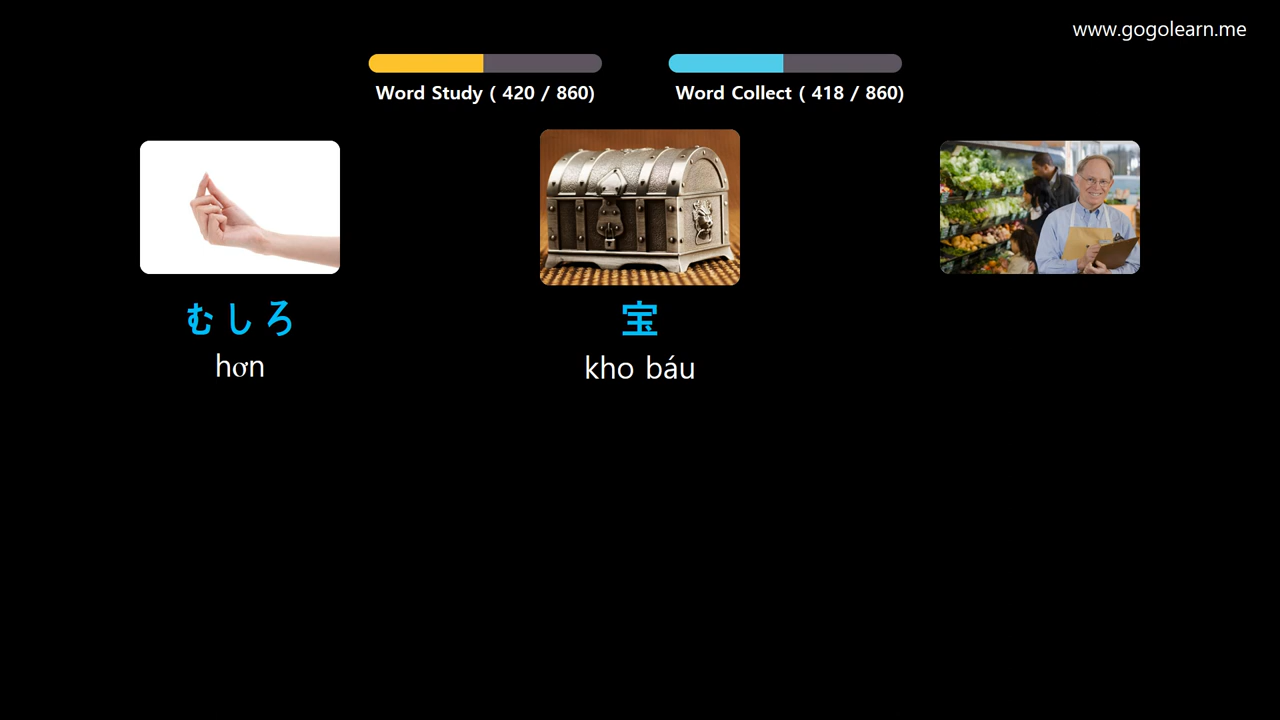 www.gogolearn.me
Word Study ( 420 / 860)
Word Collect ( 418 / 860)
むしろ
hơn
宝
kho báu